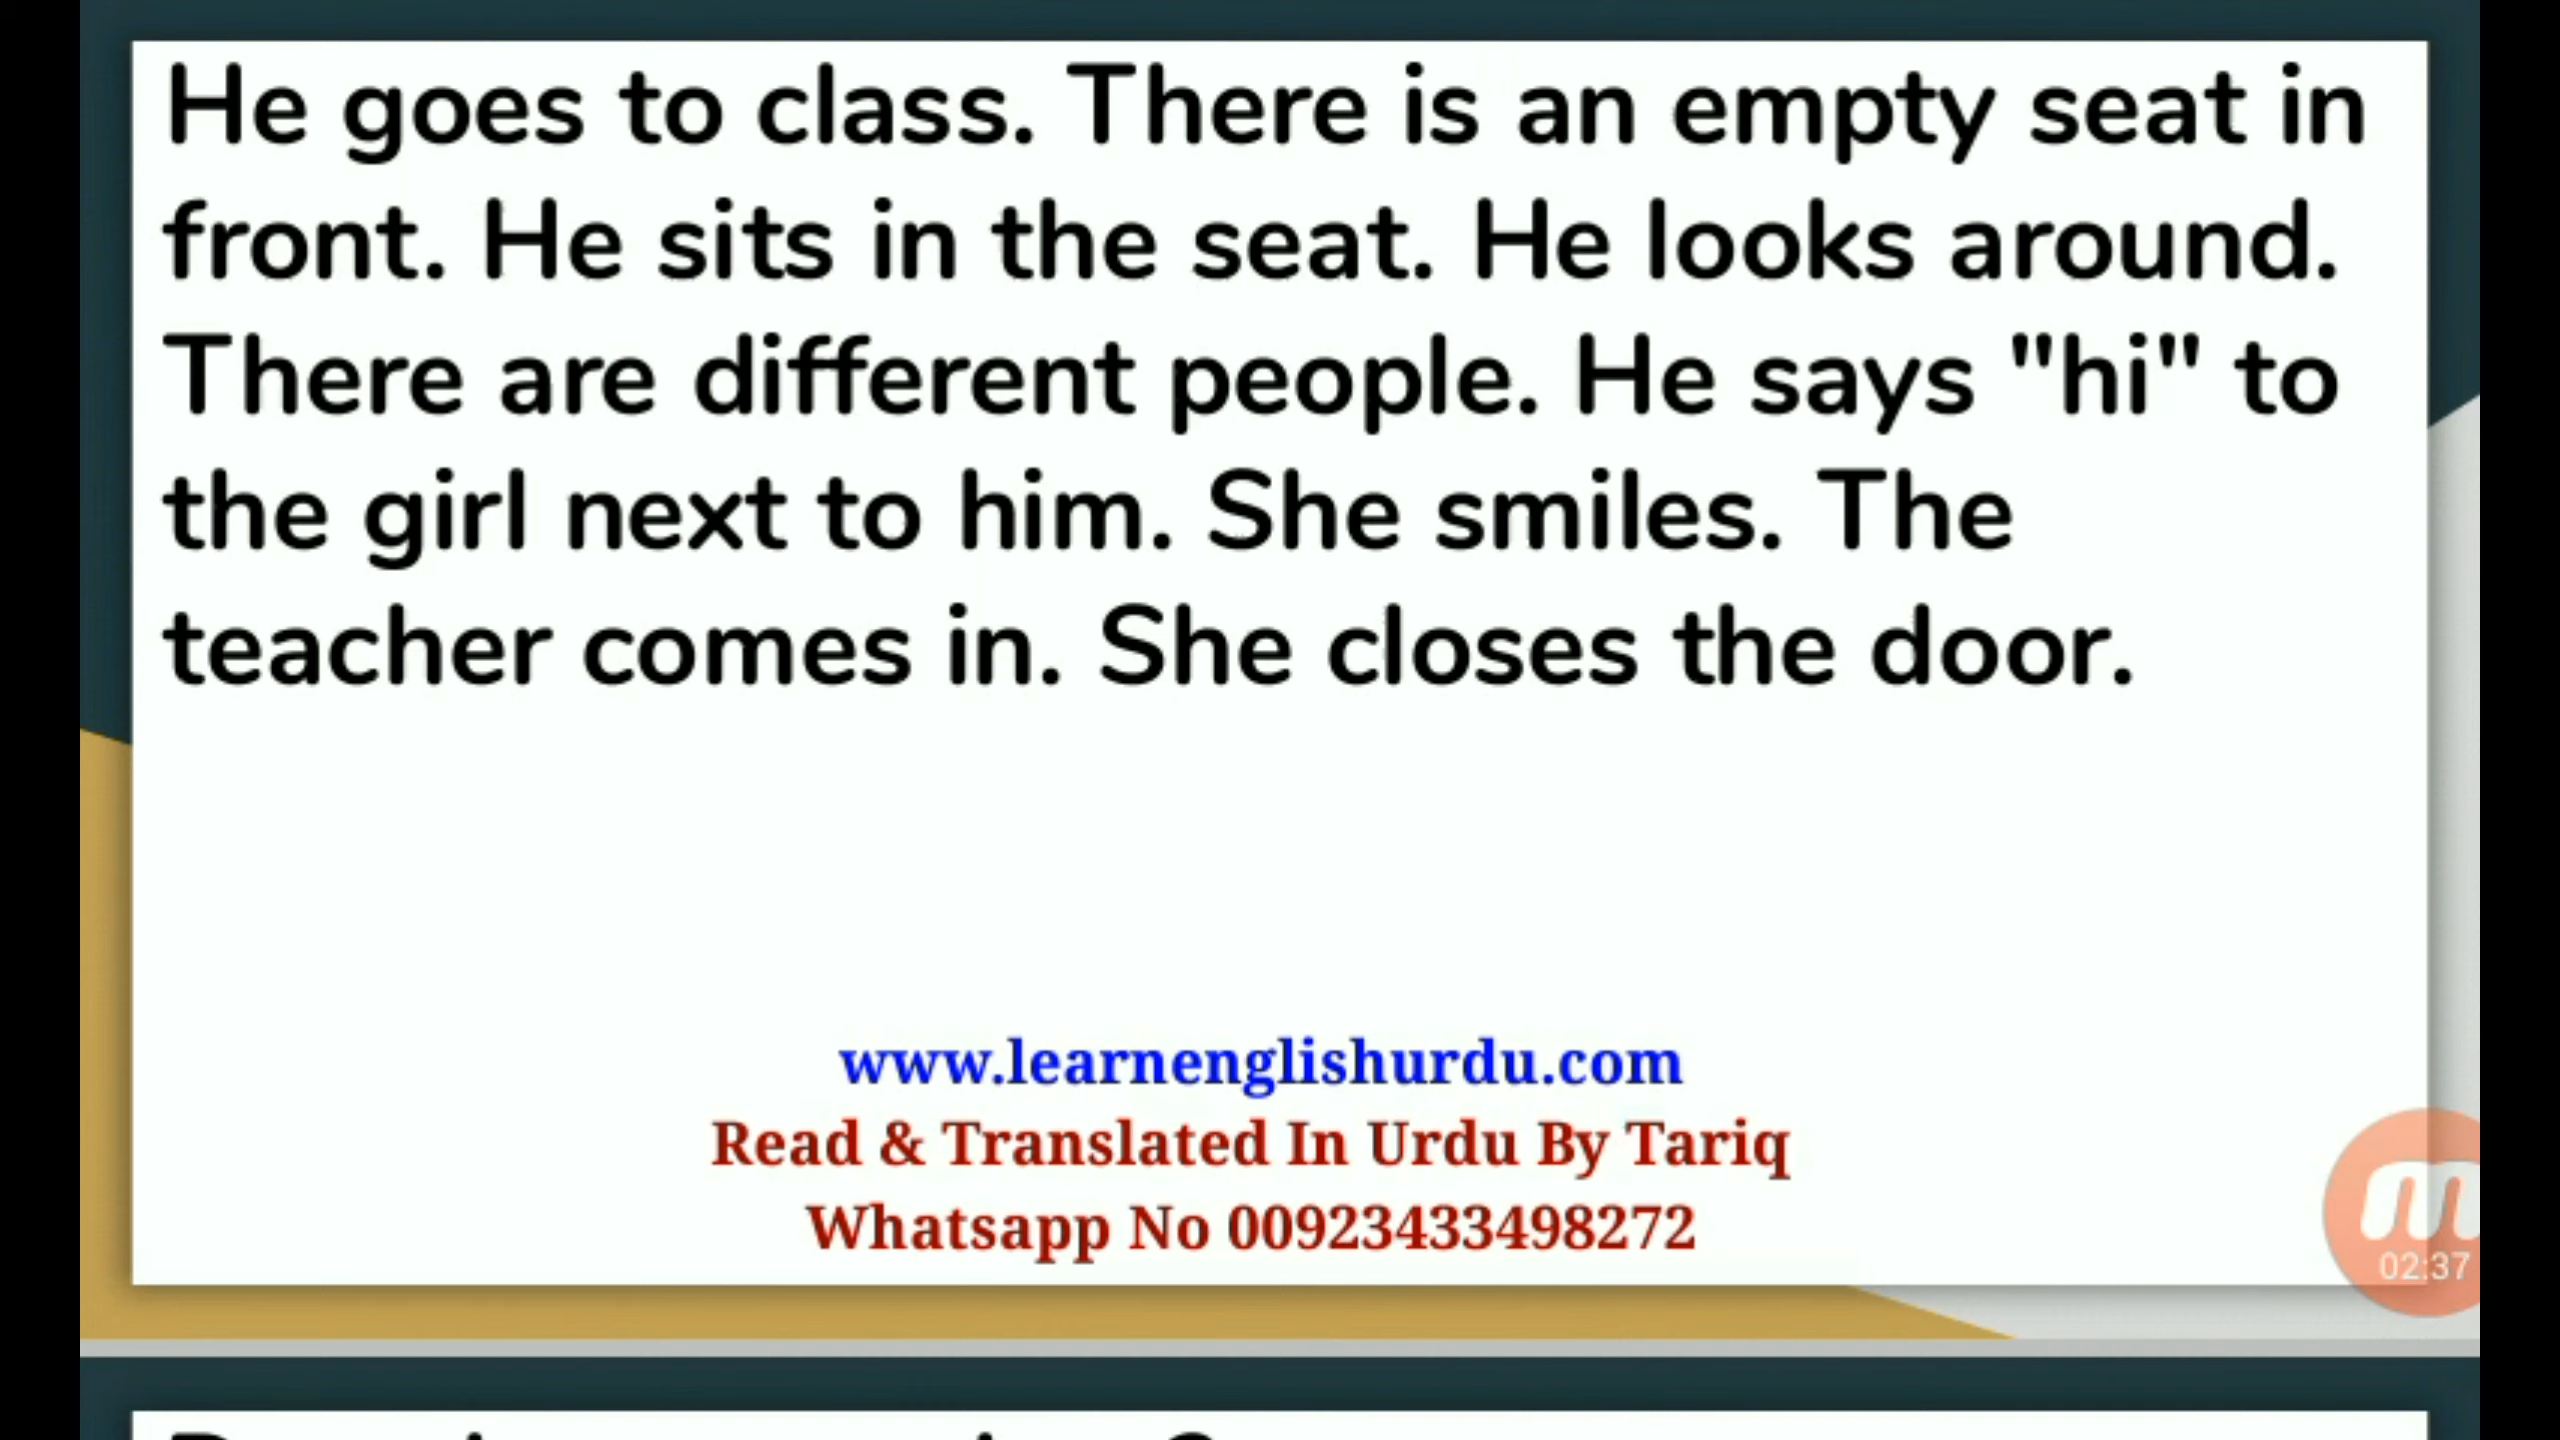 He goes to class. There is an empty seat in
front. He sits in the seat. He looks around.
There are different people. He says "hi" to
the girl next to him. She smiles. The
teacher comes in. She closes the door.
www.learnenglishurdu.com
Read & Translated In Urdu By Tariq
Whatsapp No 00923433498272
02:37